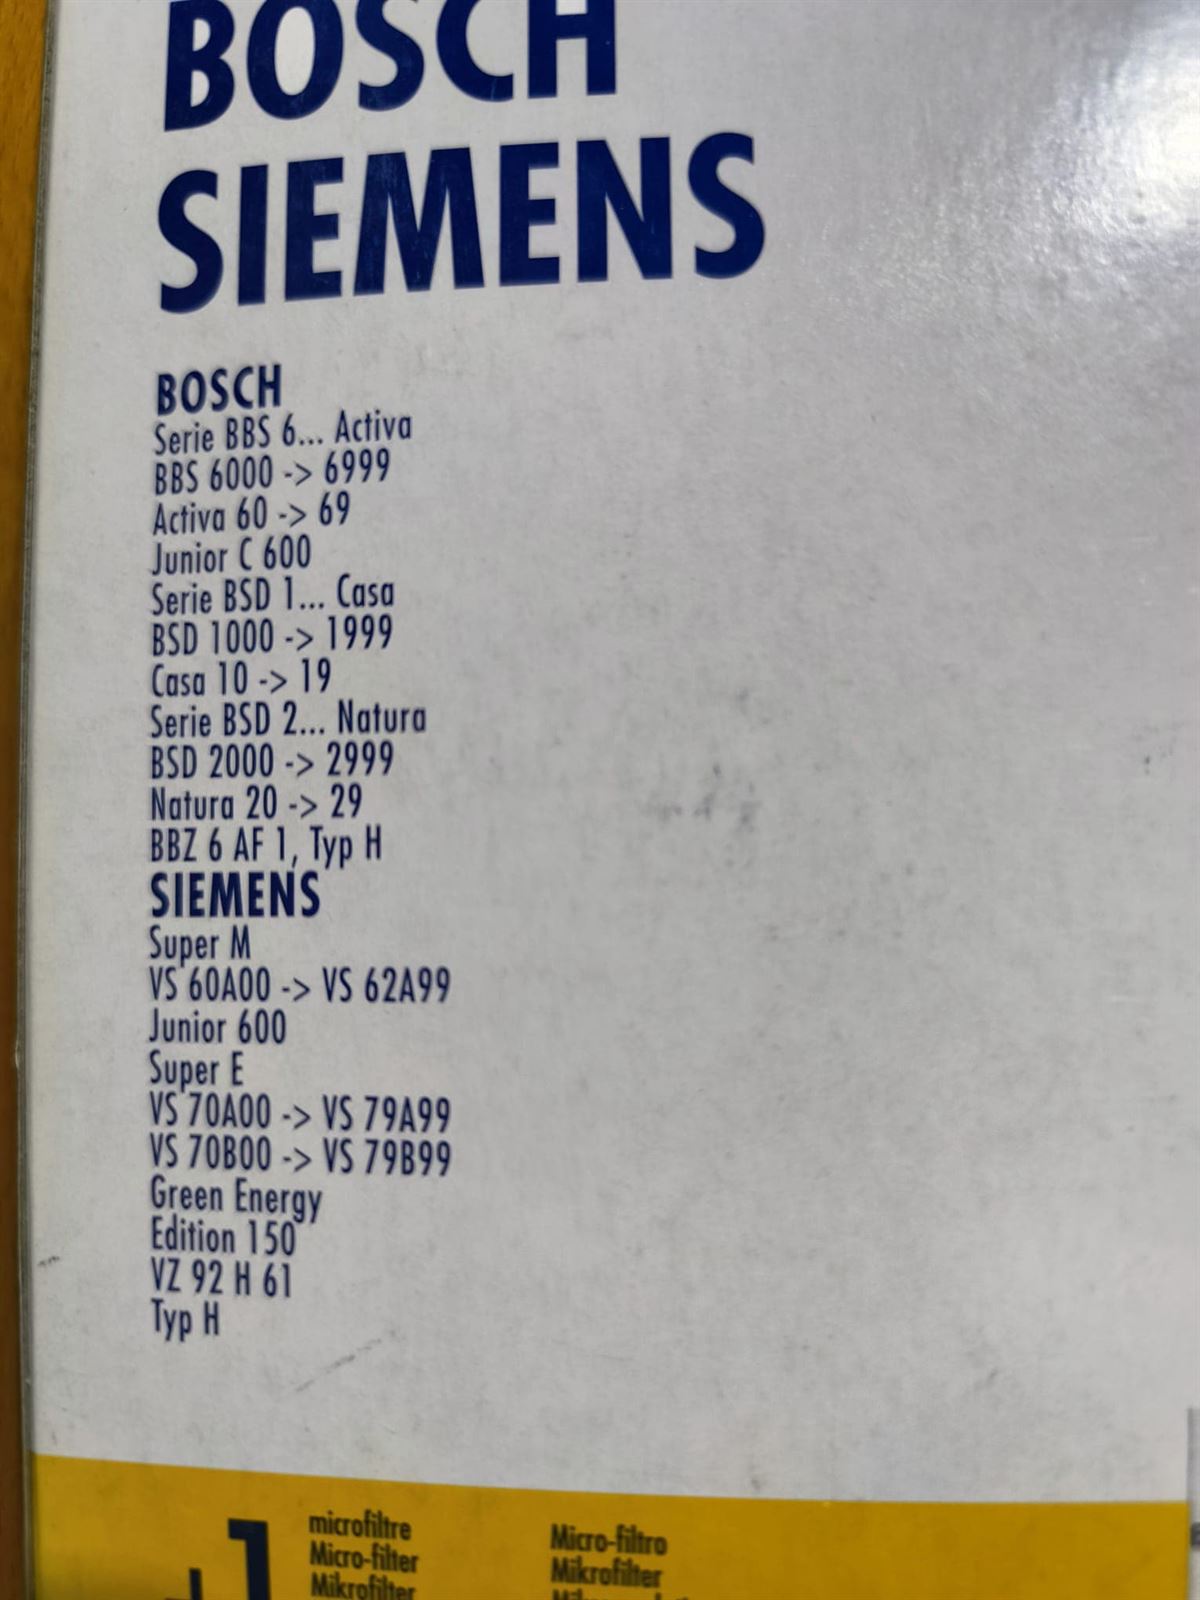 BOSCH
SIEMENS
BOSCH
Serie BBS 6... Activa
BBS 6000 -> 6999
Activa 60 -> 69
Junior C 600
Serie BSD 1... Casa
BSD 1000 -> 1999
Casa 10 -> 19
Serie BSD 2... Natura
BSD 2000 -> 2999
Natura 20 -> 29
BBZ 6 AF 1, Typ H
SIEMENS
Super M
VS 60A00 -> VS 62A99
Junior 600
Super E
VS 70A00 -> VS 79A99
VS 70B00 -> VS 79B99
Green Energy
Edition 150
VZ 92 H 61
Typ H
+1
microfiltre
Micro-filter
Mikrofilter
Micro-filtro
Mikrofilter